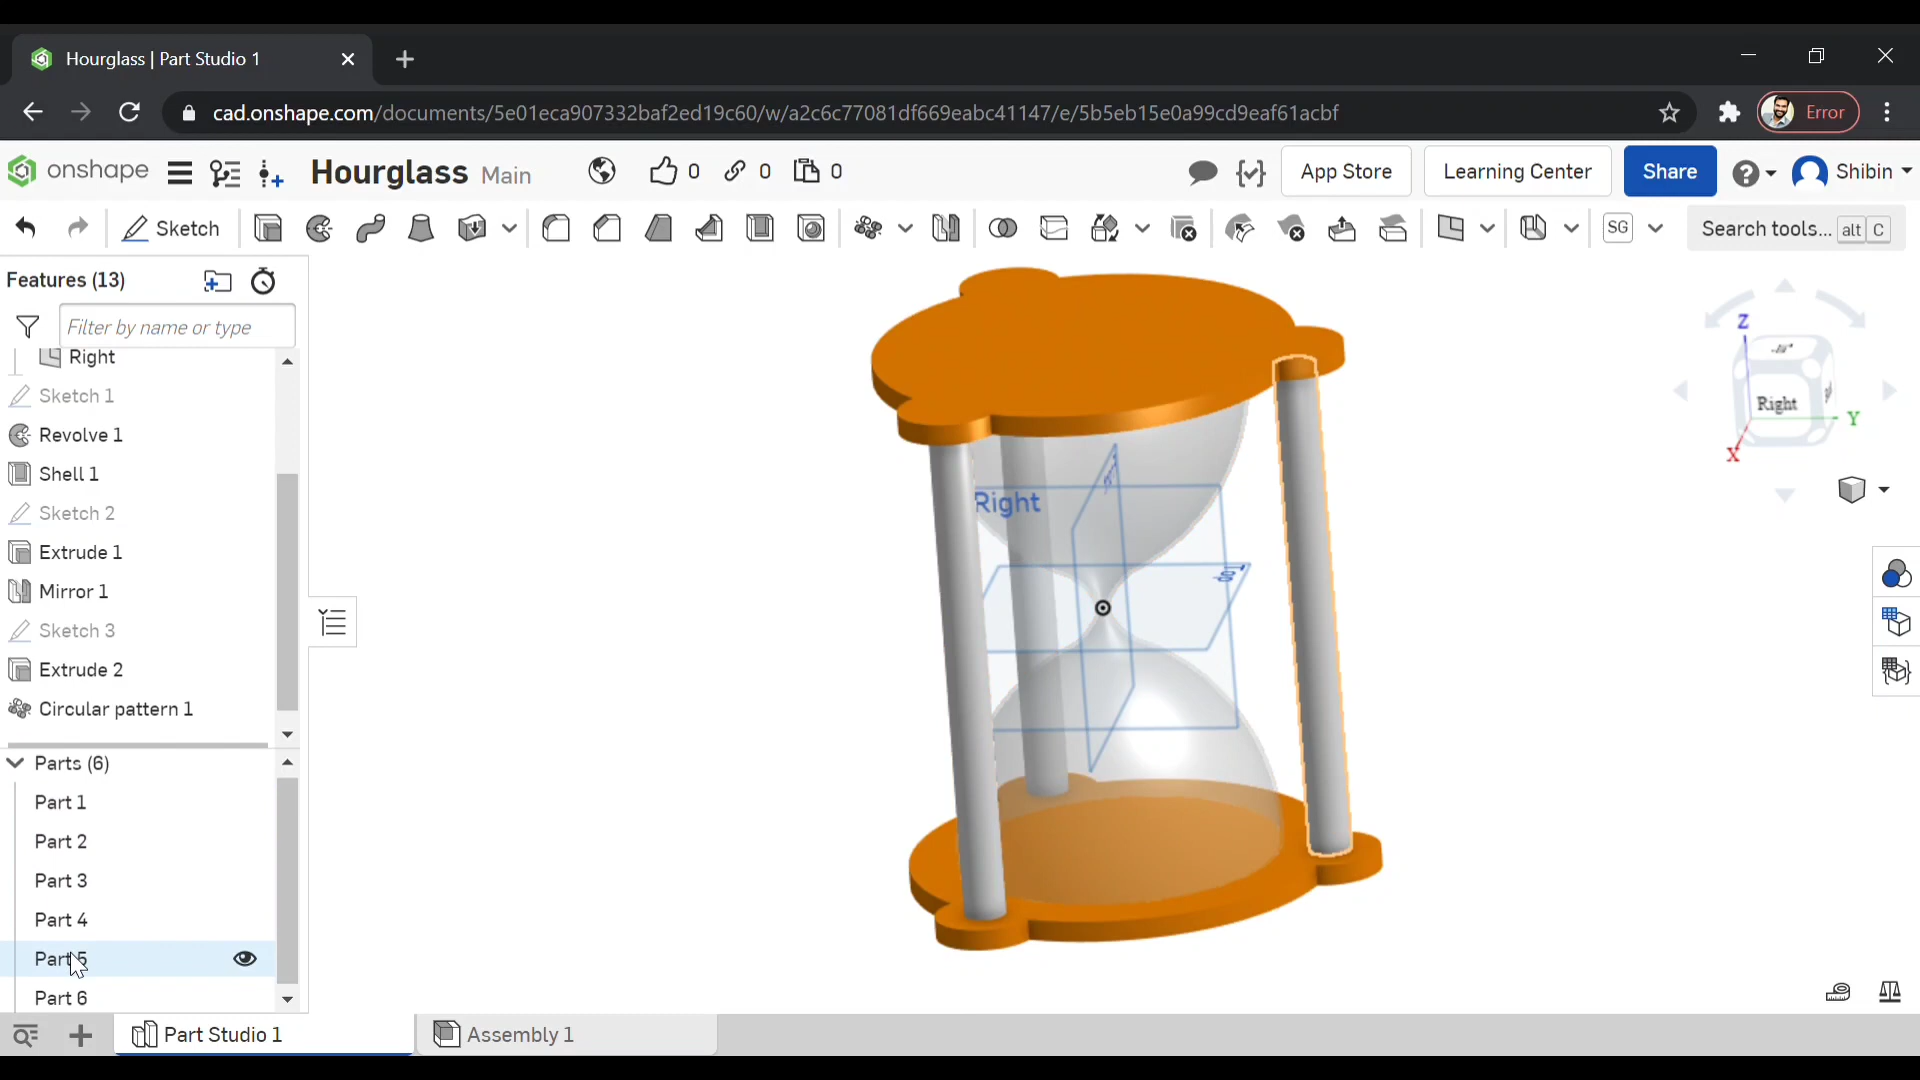 Hourglass | Part Studio 1
cad.onshape.com/documents/5e01eca907332baf2ed19c60/w/a2c6c77081df669eabc41147/e/5b5eb15e0a99cd9eaf61acbf
Error
onshape
Hourglass Main
0
0
0
App Store
Learning Center
Share
Shibin
Sketch
SG
Search tools... alt C
Features (13)
Filter by name or type
Right
Sketch 1
Revolve 1
Shell 1
Sketch 2
Extrude 1
Mirror 1
Sketch 3
Extrude 2
Circular pattern 1
Parts (6)
Part 1
Part 2
Part 3
Part 4
Part 5
Part 6
Right
Top
Z
Right
Y
X
Part Studio 1
Assembly 1